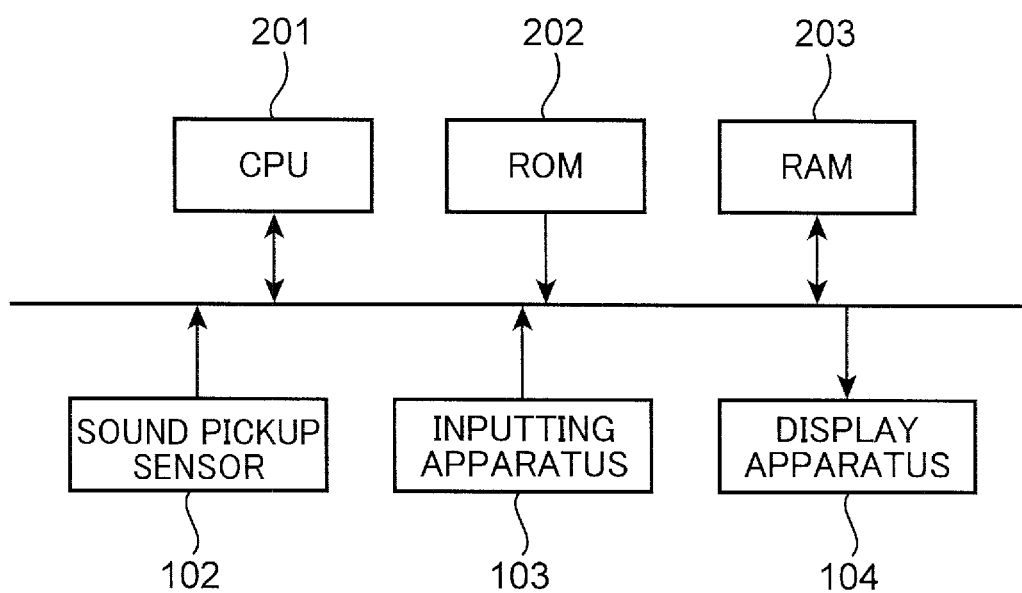 201
202
203
CPU
ROM
RAM
SOUND PICKUP
SENSOR
INPUTTING
APPARATUS
DISPLAY
APPARATUS
102
103
104